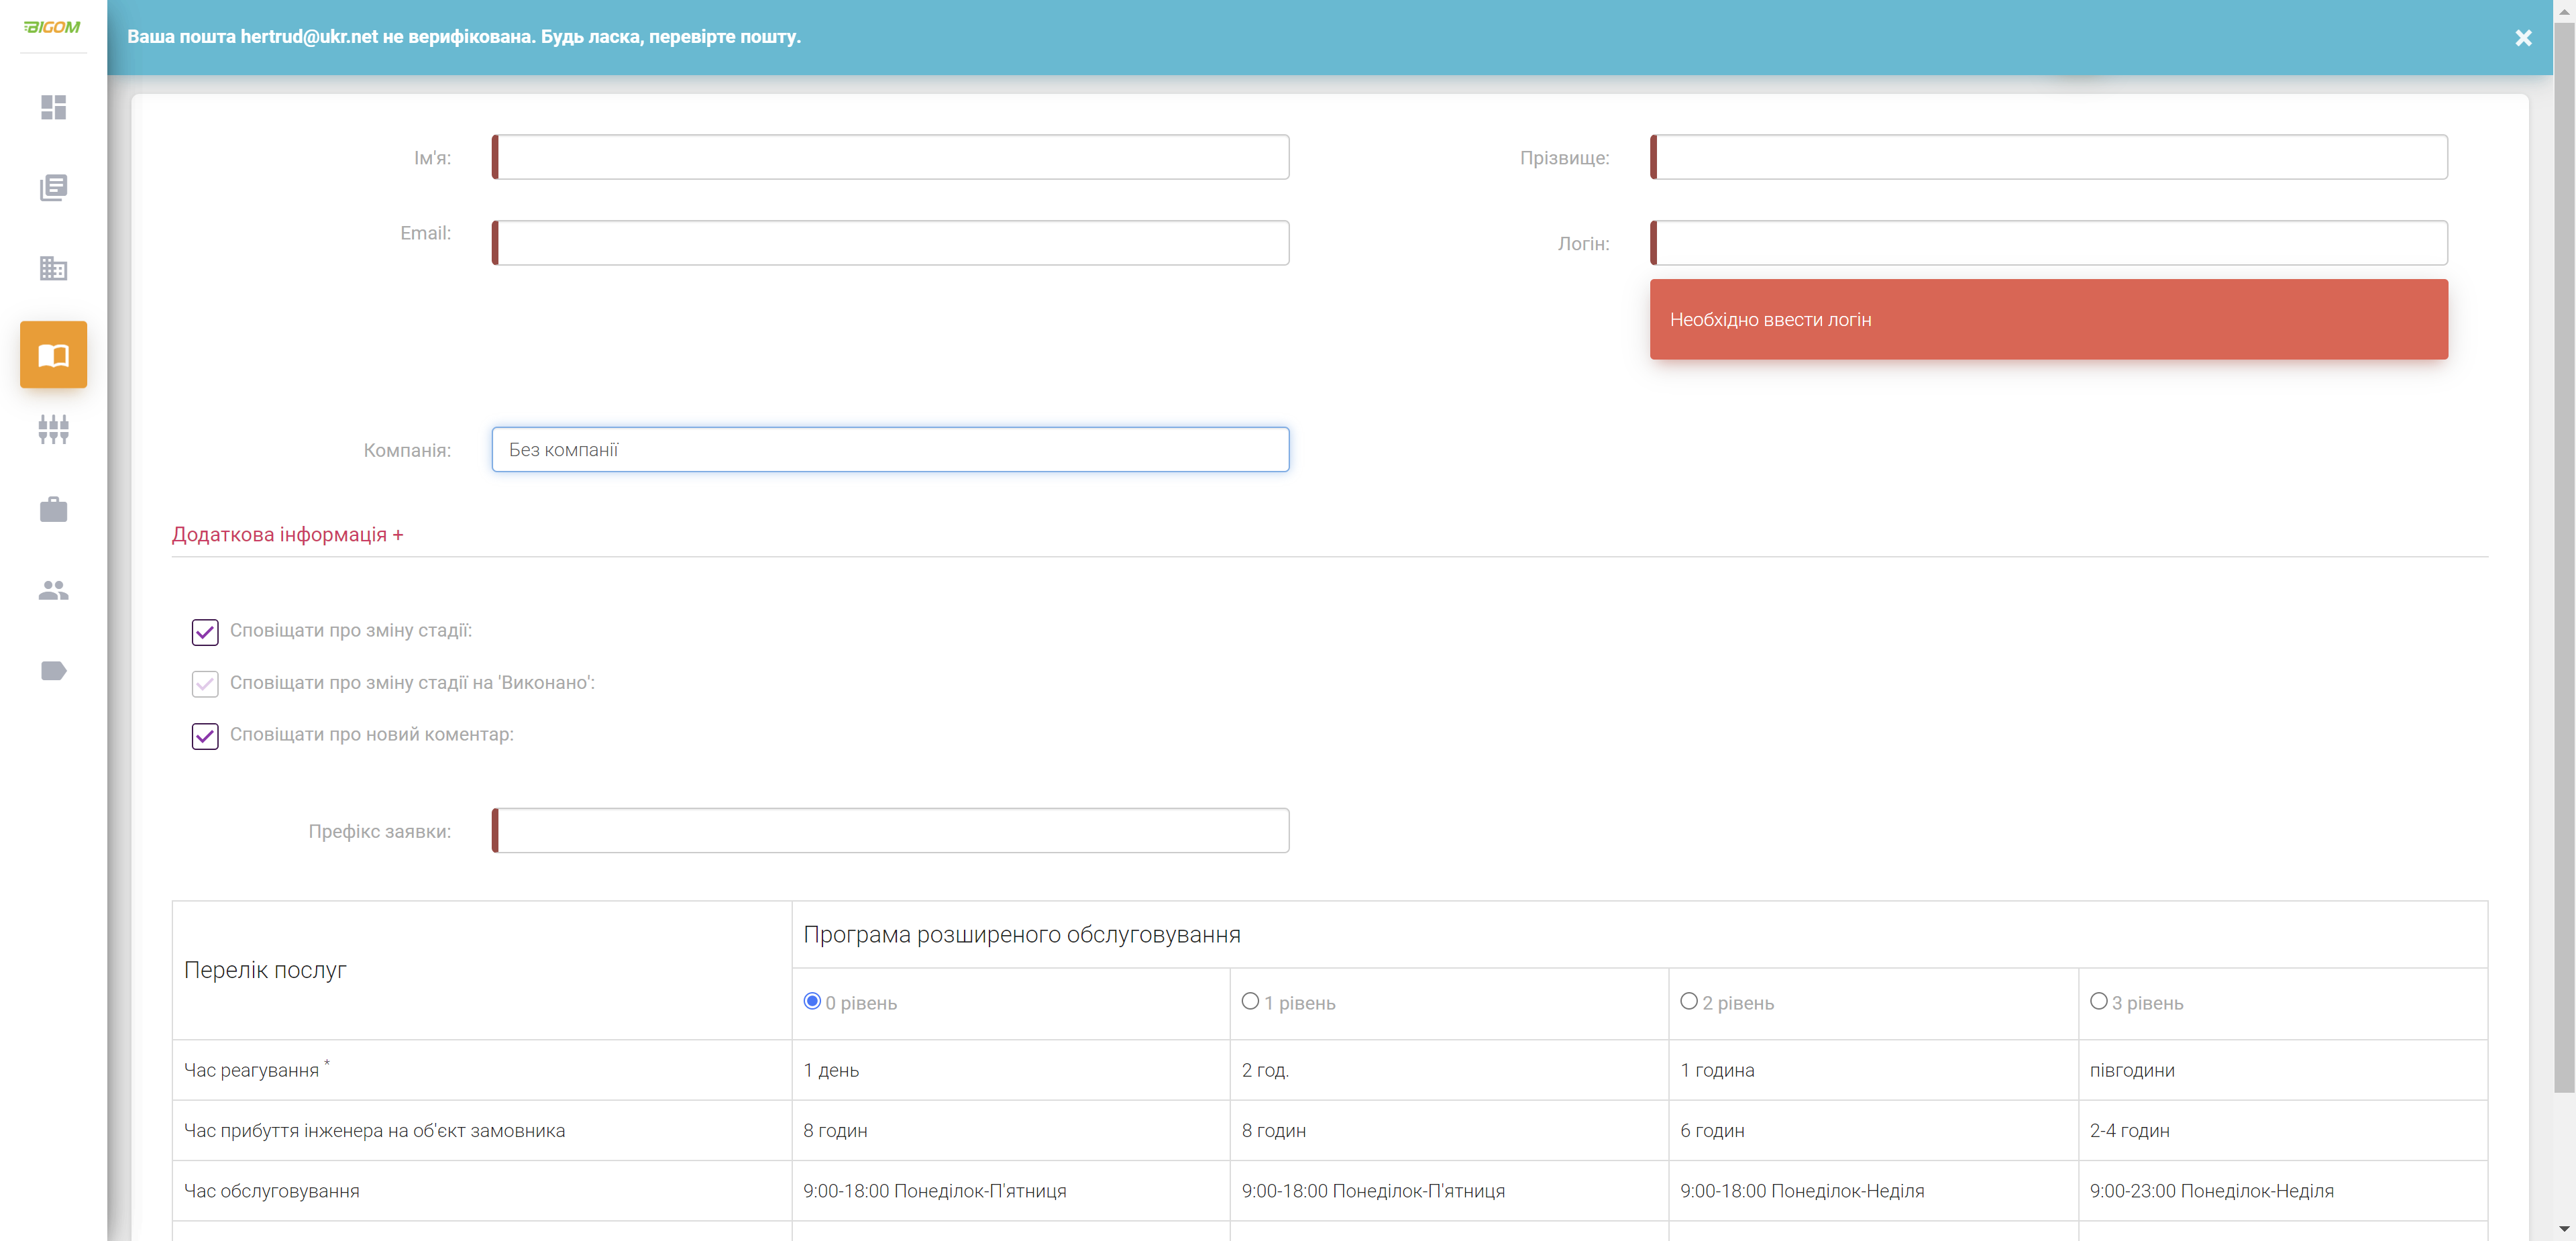 BIGOM
Ваша пошта hertrud@ukr.net не верифікована. Будь ласка, перевірте пошту.
Ім'я:
Прізвище:
Email:
Логін:
Необхідно ввести логін
Компанія:
Без компанії
Додаткова інформація +
Сповіщати про зміну стадії:
Сповіщати про зміну стадії на 'Виконано':
Сповіщати про новий коментар:
Префікс заявки:
Перелік послуг
Програма розширеного обслуговування
0 рівень
1 рівень
2 рівень
3 рівень
Час реагування *
1 день
2 год.
1 година
півгодини
Час прибуття інженера на об'єкт замовника
8 годин
8 годин
6 годин
2-4 годин
Час обслуговування
9:00-18:00 Понеділок-П'ятниця
9:00-18:00 Понеділок-П'ятниця
9:00-18:00 Понеділок-Неділя
9:00-23:00 Понеділок-Неділя